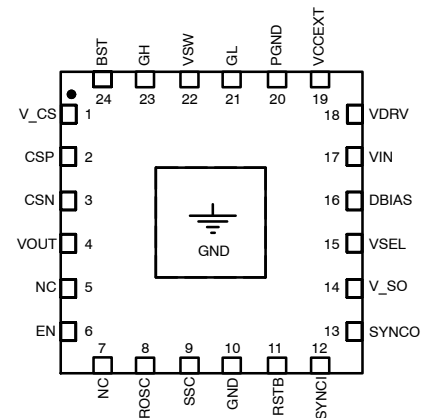 BST
GH
VSW
GL
PGND
VCCEXT
24
23
22
21
20
19
V_CS 1
CSP 2
CSN 3
VOUT 4
NC 5
EN 6
18 VDRV
17 VIN
16 DBIAS
15 VSEL
14 V_SO
13 SYNCO
GND
7
8
9
10
11
12
NC
ROSC
SSC
GND
RSTB
SYNCI